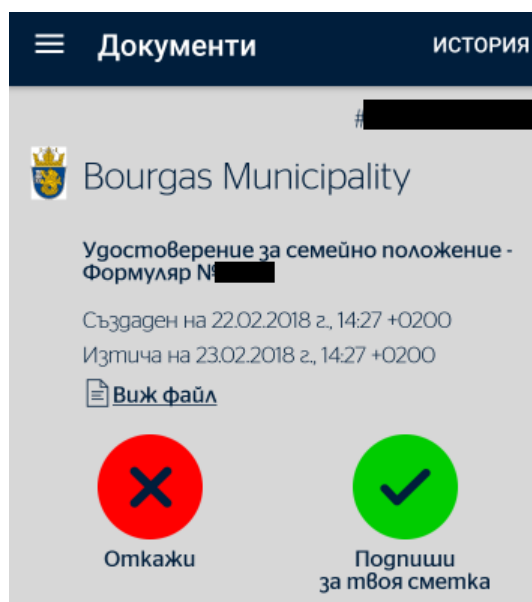 Документи
ИСТОРИЯ
#
Bourgas Municipality
Удостоверение за семейно положение -
Формуляр №
Създаден на 22.02.2018 г., 14:27 +0200
Изтича на 23.02.2018 г., 14:27 +0200
Виж файл
Откажи
Подпиши
за твоя сметка